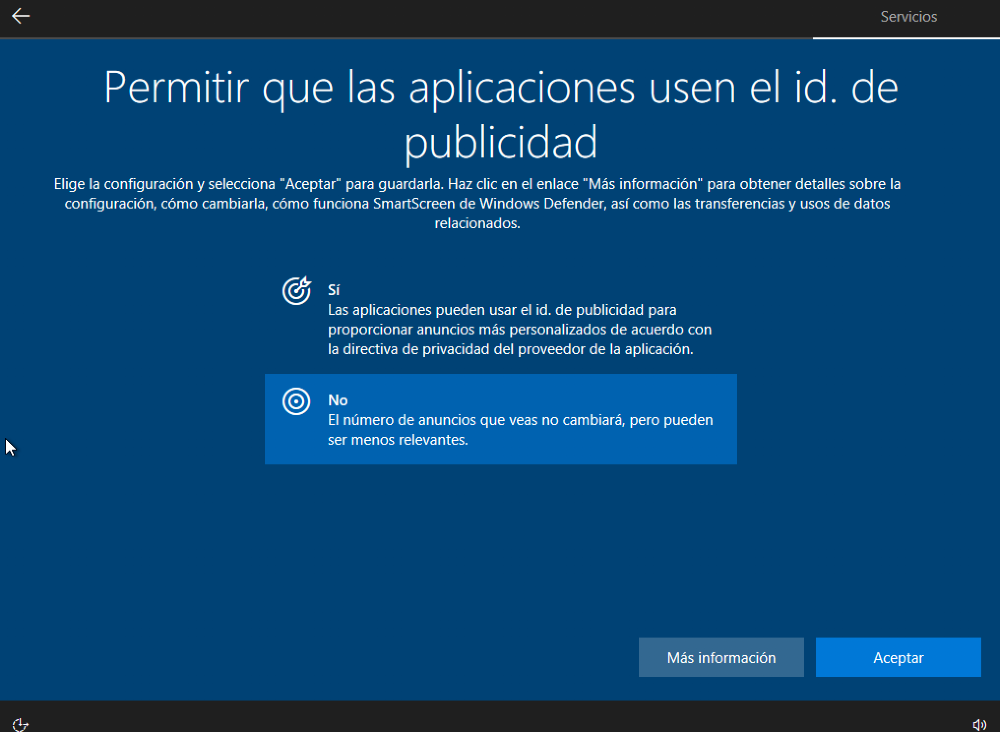 Servicios
Permitir que las aplicaciones usen el id. de
publicidad
Elige la configuración y selecciona "Aceptar" para guardarla. Haz clic en el enlace "Más información" para obtener detalles sobre la
configuración, cómo cambiarla, cómo funciona SmartScreen de Windows Defender, así como las transferencias y usos de datos
relacionados.
Sí
Las aplicaciones pueden usar el id. de publicidad para
proporcionar anuncios más personalizados de acuerdo con
la directiva de privacidad del proveedor de la aplicación.
No
El número de anuncios que veas no cambiará, pero pueden
ser menos relevantes.
Más información
Aceptar